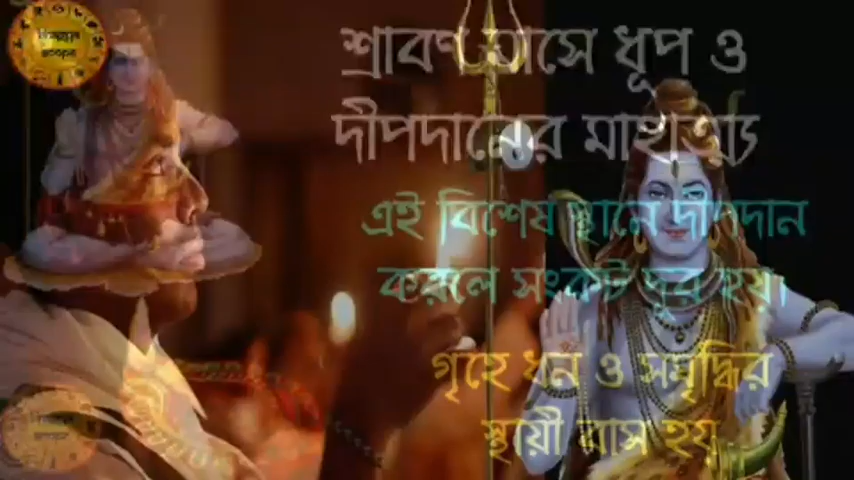 শ্রাবণ মাসে ধূপ ও
দীপদানের মাহাত্ম্য
এই বিশেষ স্থানে দীপদান
করলে সংকট দূর হয়।
গৃহে ধন ও সমৃদ্ধির
স্থায়ী বাস হয়